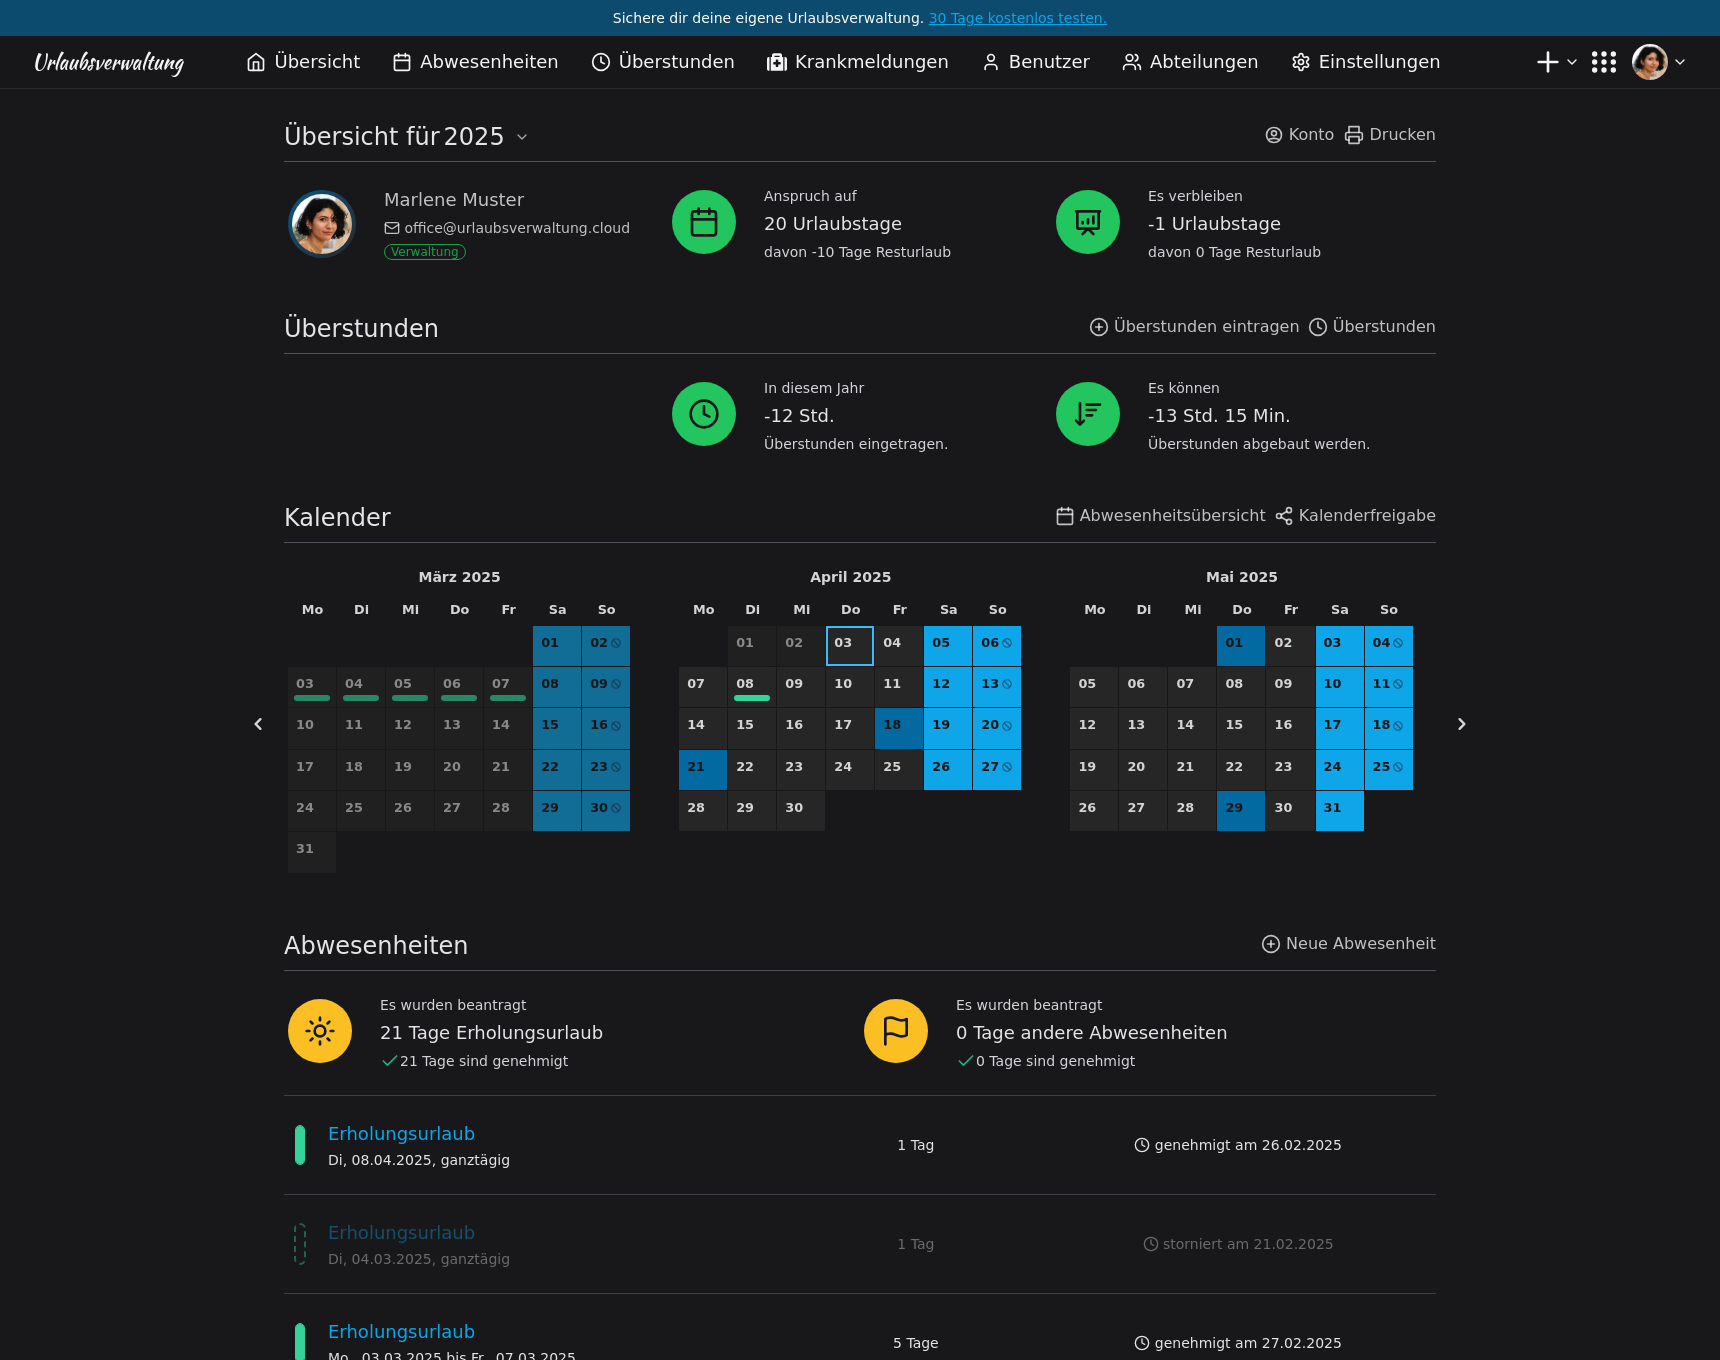 Sichere dir deine eigene Urlaubsverwaltung. 30 Tage kostenlos testen.
Urlaubsverwaltung Übersicht Abwesenheiten Überstunden Krankmeldungen Benutzer Abteilungen Einstellungen
Übersicht für 2025 Konto Drucken
Marlene Muster
office@urlaubsverwaltung.cloud
Verwaltung
Anspruch auf
20 Urlaubstage
davon -10 Tage Resturlaub
Es verbleiben
-1 Urlaubstage
davon 0 Tage Resturlaub
Überstunden Überstunden eintragen Überstunden
In diesem Jahr
-12 Std.
Überstunden eingetragen.
Es können
-13 Std. 15 Min.
Überstunden abgebaut werden.
Kalender Abwesenheitsübersicht Kalenderfreigabe
März 2025
Mo Di Mi Do Fr Sa So
01 02
03 04 05 06 07 08 09
10 11 12 13 14 15 16
17 18 19 20 21 22 23
24 25 26 27 28 29 30
31
April 2025
Mo Di Mi Do Fr Sa So
01 02 03 04 05 06
07 08 09 10 11 12 13
14 15 16 17 18 19 20
21 22 23 24 25 26 27
28 29 30
Mai 2025
Mo Di Mi Do Fr Sa So
01 02 03 04
05 06 07 08 09 10 11
12 13 14 15 16 17 18
19 20 21 22 23 24 25
26 27 28 29 30 31
Abwesenheiten Neue Abwesenheit
Es wurden beantragt
21 Tage Erholungsurlaub
21 Tage sind genehmigt
Es wurden beantragt
0 Tage andere Abwesenheiten
0 Tage sind genehmigt
Erholungsurlaub
Di, 08.04.2025, ganztägig
1 Tag
genehmigt am 26.02.2025
Erholungsurlaub
Di, 04.03.2025, ganztägig
1 Tag
storniert am 21.02.2025
Erholungsurlaub
Mo., 03.03.2025 bis Fr., 07.03.2025
5 Tage
genehmigt am 27.02.2025